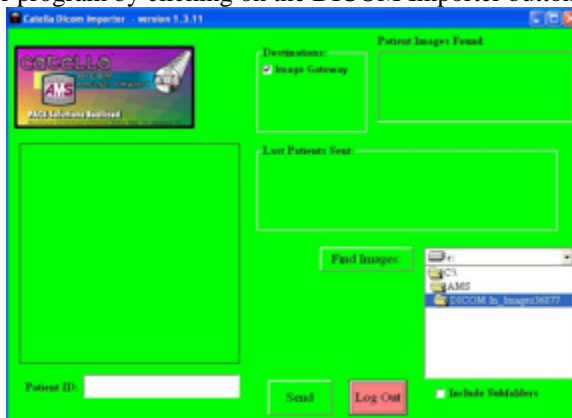 r program by clicking on the DICOM Importer button
Catella Dicom Importer - version 1.3.11
Catella
DICOM
AMS
PACS Solutions Realized
Destinations:
Image Gateway
Patient Images Found
Last Patients Sent:
Find Images:
c:
C:\
AMS
DICOM In_Images36877
Patient ID:
Send
Log Out
Include Subfolders